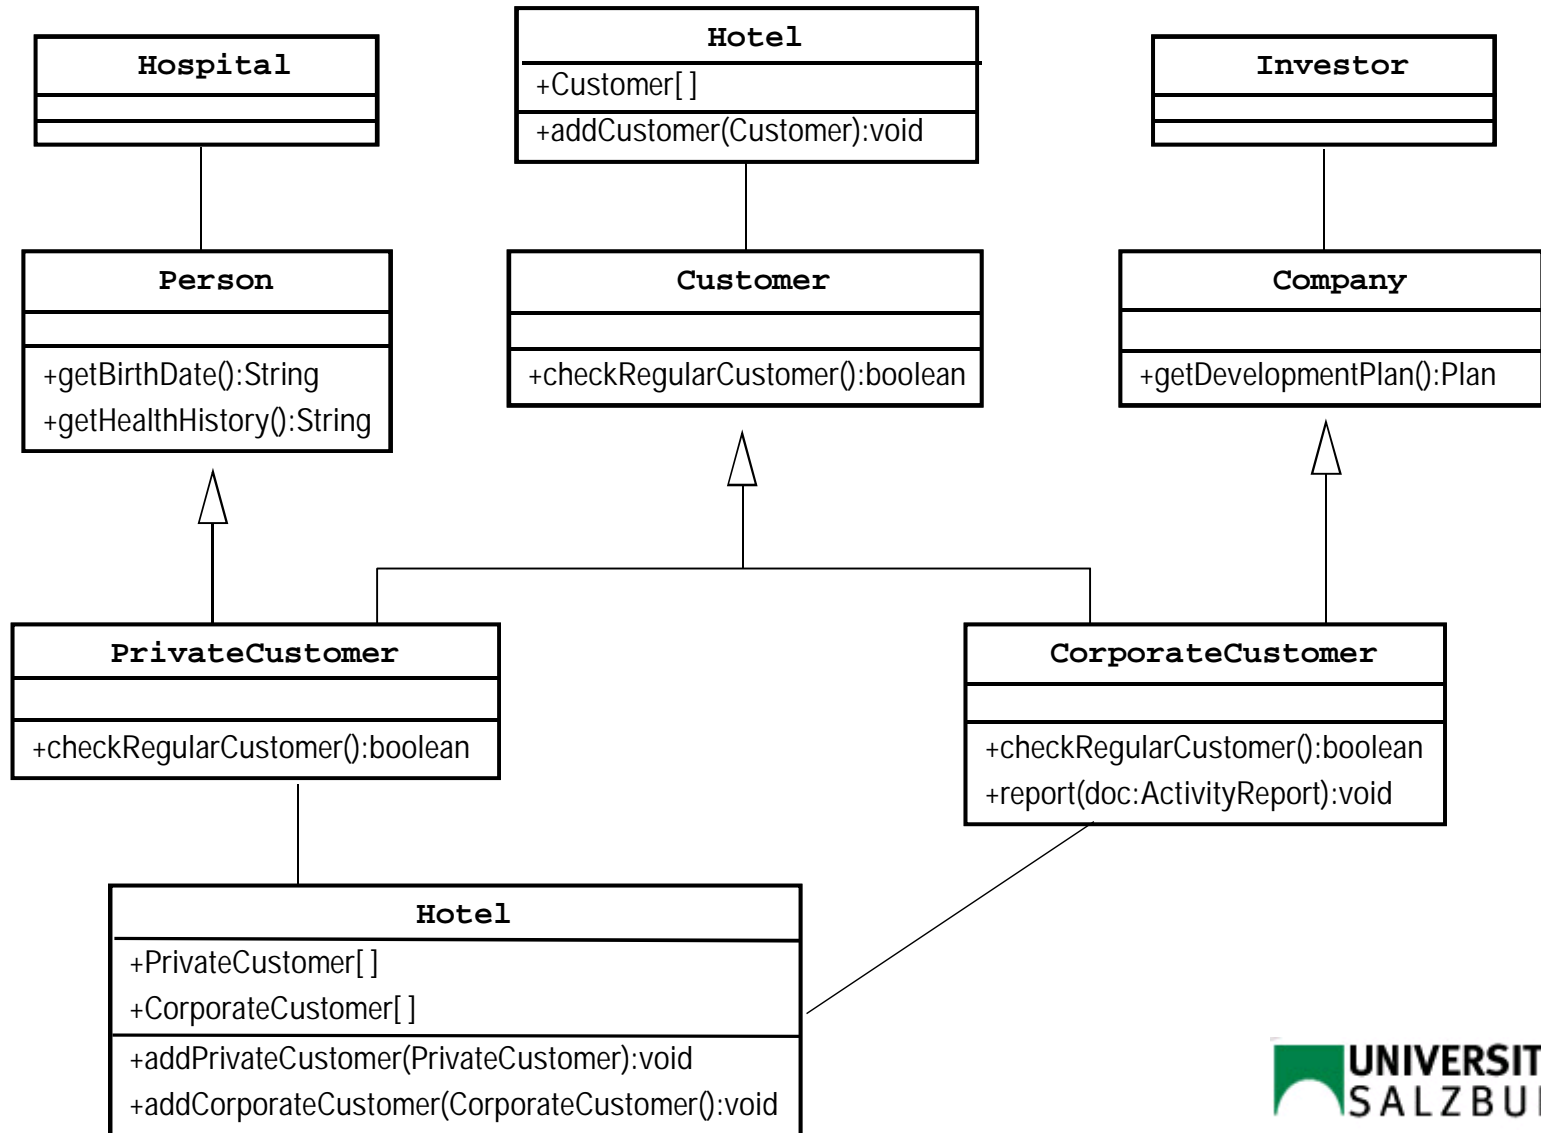 Hospital
Hotel
+Customer[ ]
+addCustomer(Customer):void
Investor
Person
+getBirthDate():String
+getHealthHistory():String
Customer
+checkRegularCustomer():boolean
Company
+getDevelopmentPlan():Plan
PrivateCustomer
+checkRegularCustomer():boolean
CorporateCustomer
+checkRegularCustomer():boolean
+report(doc:ActivityReport):void
Hotel
+PrivateCustomer[ ]
+CorporateCustomer[ ]
+addPrivateCustomer(PrivateCustomer):void
+addCorporateCustomer(CorporateCustomer():void